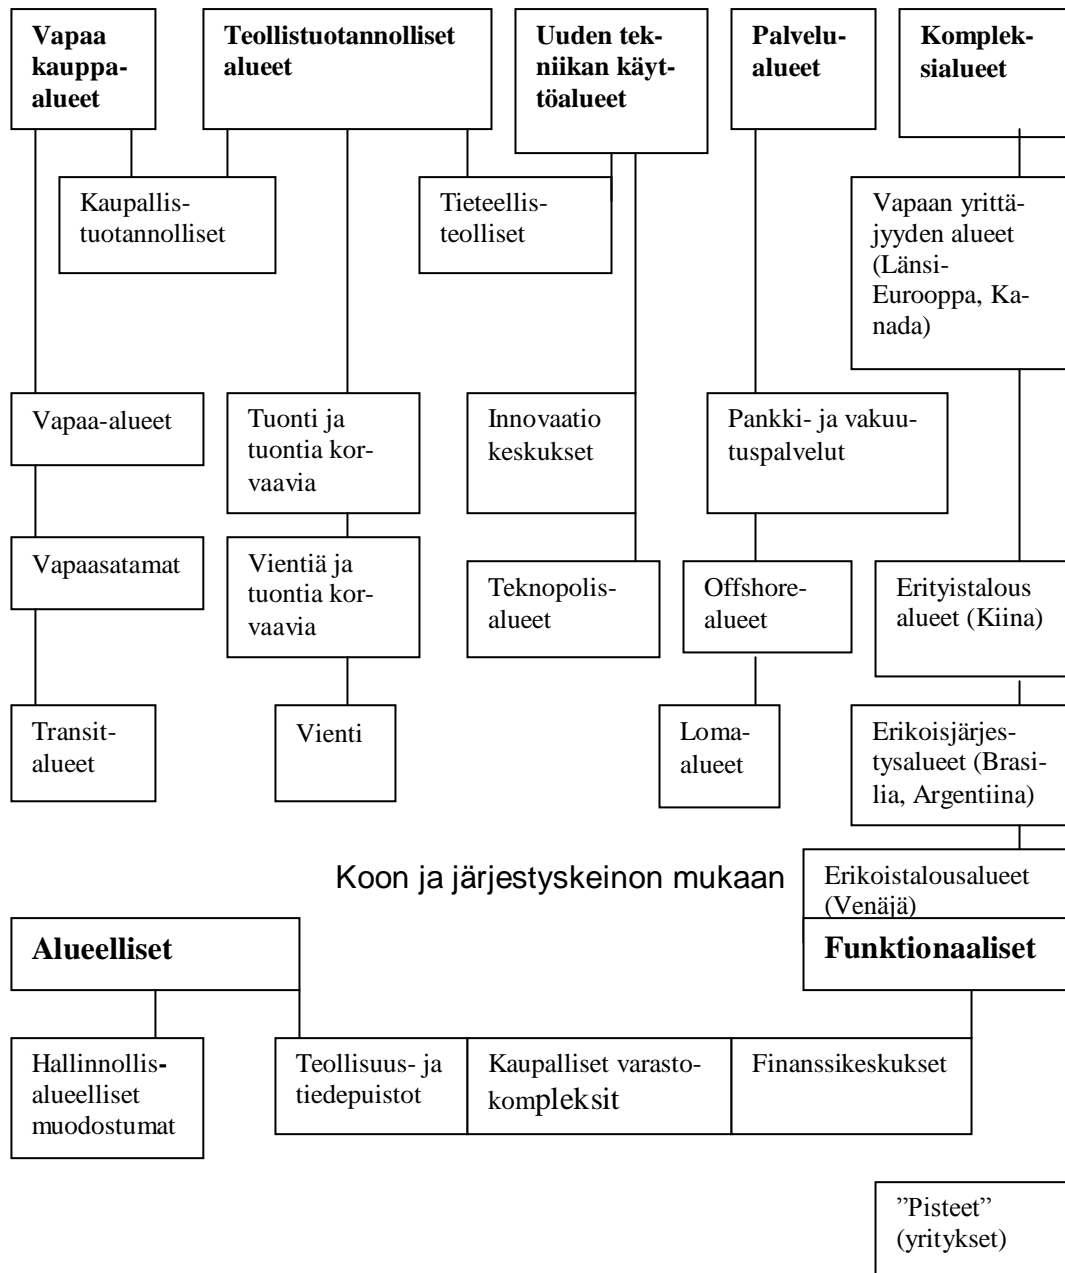 Vapaa
kauppa-
alueet
Teollistuotannolliset
alueet
Uuden tek-
niikan käyt-
töalueet
Palvelu-
alueet
Komplek-
sialueet
Kaupallis-
tuotannolliset
Tieteellis-
teolliset
Vapaan yrittä-
jyyden alueet
(Länsi-
Eurooppa, Ka-
nada)
Vapaa-alueet
Tuonti ja
tuontia kor-
vaavia
Innovaatio
keskukset
Pankki- ja vakuu-
tuspalvelut
Vapaasatamat
Vientiä ja
tuontia kor-
vaavia
Teknopolis-
alueet
Offshore-
alueet
Erityistalous
alueet (Kiina)
Transit-
alueet
Vienti
Loma-
alueet
Erikoisjärjes-
tysalueet (Brasi-
lia, Argentiina)
Koon ja järjestyskeinon mukaan
Erikoistalousalueet
(Venäjä)
Alueelliset
Funktionaaliset
Hallinnollis-
alueelliset
muodostumat
Teollisuus- ja
tiedepuistot
Kaupalliset varasto-
kompleksit
Finanssikeskukset
”Pisteet”
(yritykset)